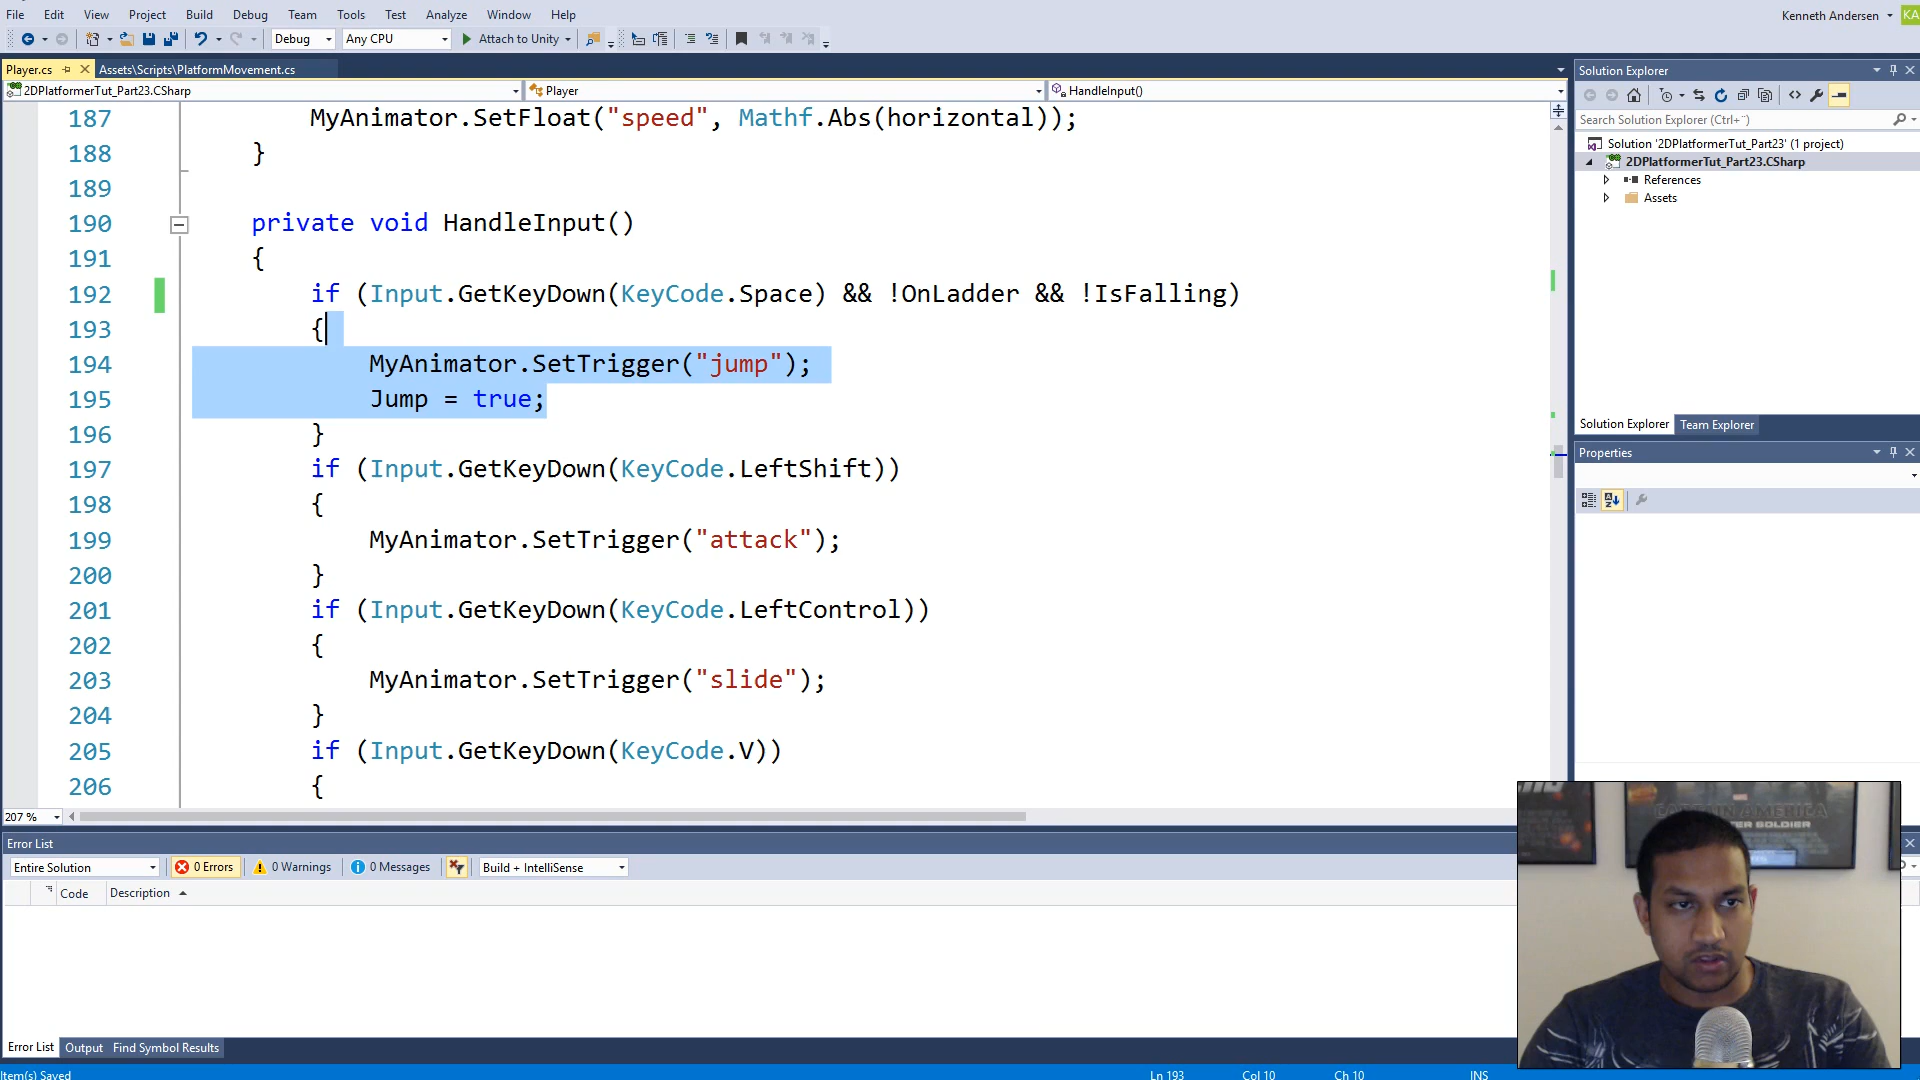 File Edit View Project Build Debug Team Tools Test Analyze Window Help
Kenneth Andersen KA
Debug Any CPU Attach to Unity
Player.cs Assets\Scripts\PlatformMovement.cs
2DPlatformerTut_Part23.CSharp Player HandleInput()
187 MyAnimator.SetFloat("speed", Mathf.Abs(horizontal));
188 }
189
190 private void HandleInput()
191 {
192 if (Input.GetKeyDown(KeyCode.Space) && !OnLadder && !IsFalling)
193 {
194 MyAnimator.SetTrigger("jump");
195 Jump = true;
196 }
197 if (Input.GetKeyDown(KeyCode.LeftShift))
198 {
199 MyAnimator.SetTrigger("attack");
200 }
201 if (Input.GetKeyDown(KeyCode.LeftControl))
202 {
203 MyAnimator.SetTrigger("slide");
204 }
205 if (Input.GetKeyDown(KeyCode.V))
206 {
207 %
Solution Explorer
Search Solution Explorer (Ctrl+¨)
Solution '2DPlatformerTut_Part23' (1 project)
2DPlatformerTut_Part23.CSharp
References
Assets
Solution Explorer Team Explorer
Properties
Error List
Entire Solution 0 Errors 0 Warnings 0 Messages Build + IntelliSense
Code Description
CAPTAIN AMERICA
TER SOLDIER
Error List Output Find Symbol Results
Item(s) Saved Ln 193 Col 10 Ch 10 INS